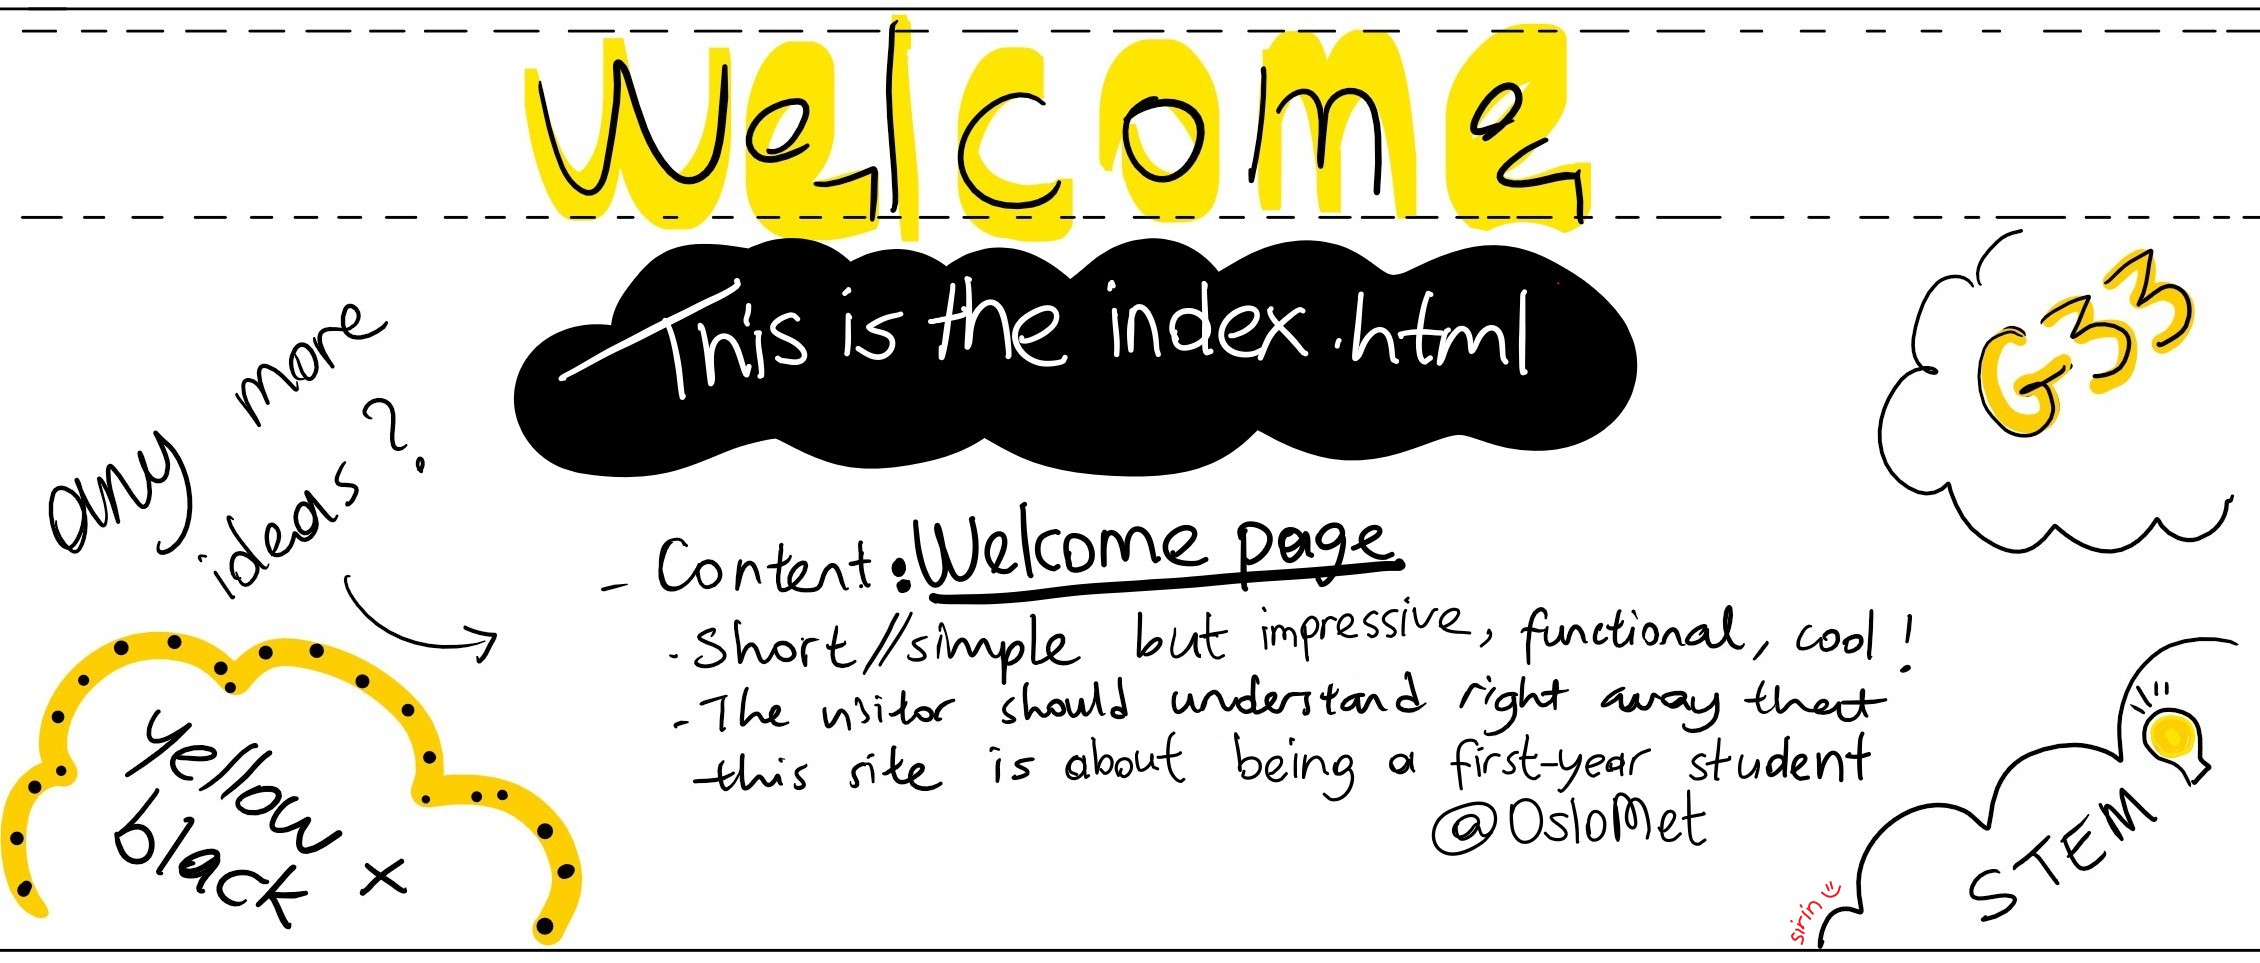 Welcome
This is the index.html
G33
any more
ideas?
- Content: Welcome page
- Short//simple but impressive, functional, cool!
- The visitor should understand right away that
this site is about being a first-year student
@OsloMet
yellow x
black
STEM
sirin